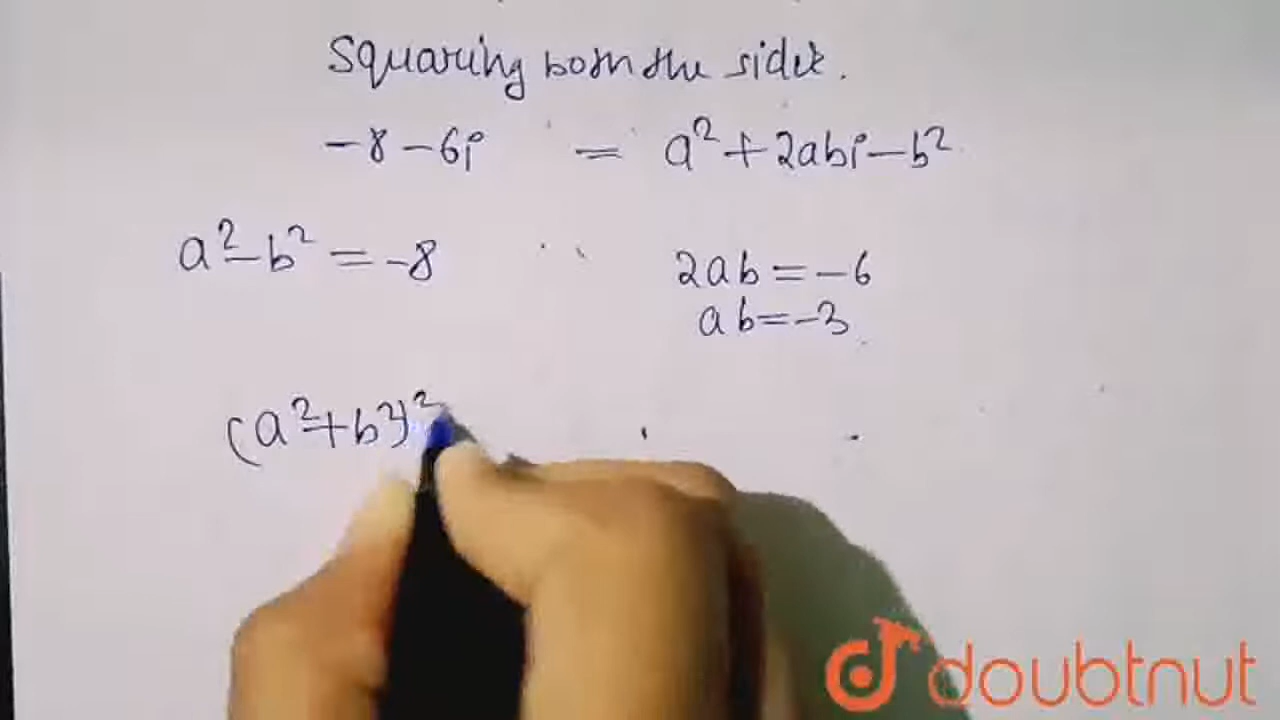 Squaring both the sides.
-8-6i = a²+2abi-b²
a²-b²=-8
2ab=-6
ab=-3
(a²+b²)²
doubtnut